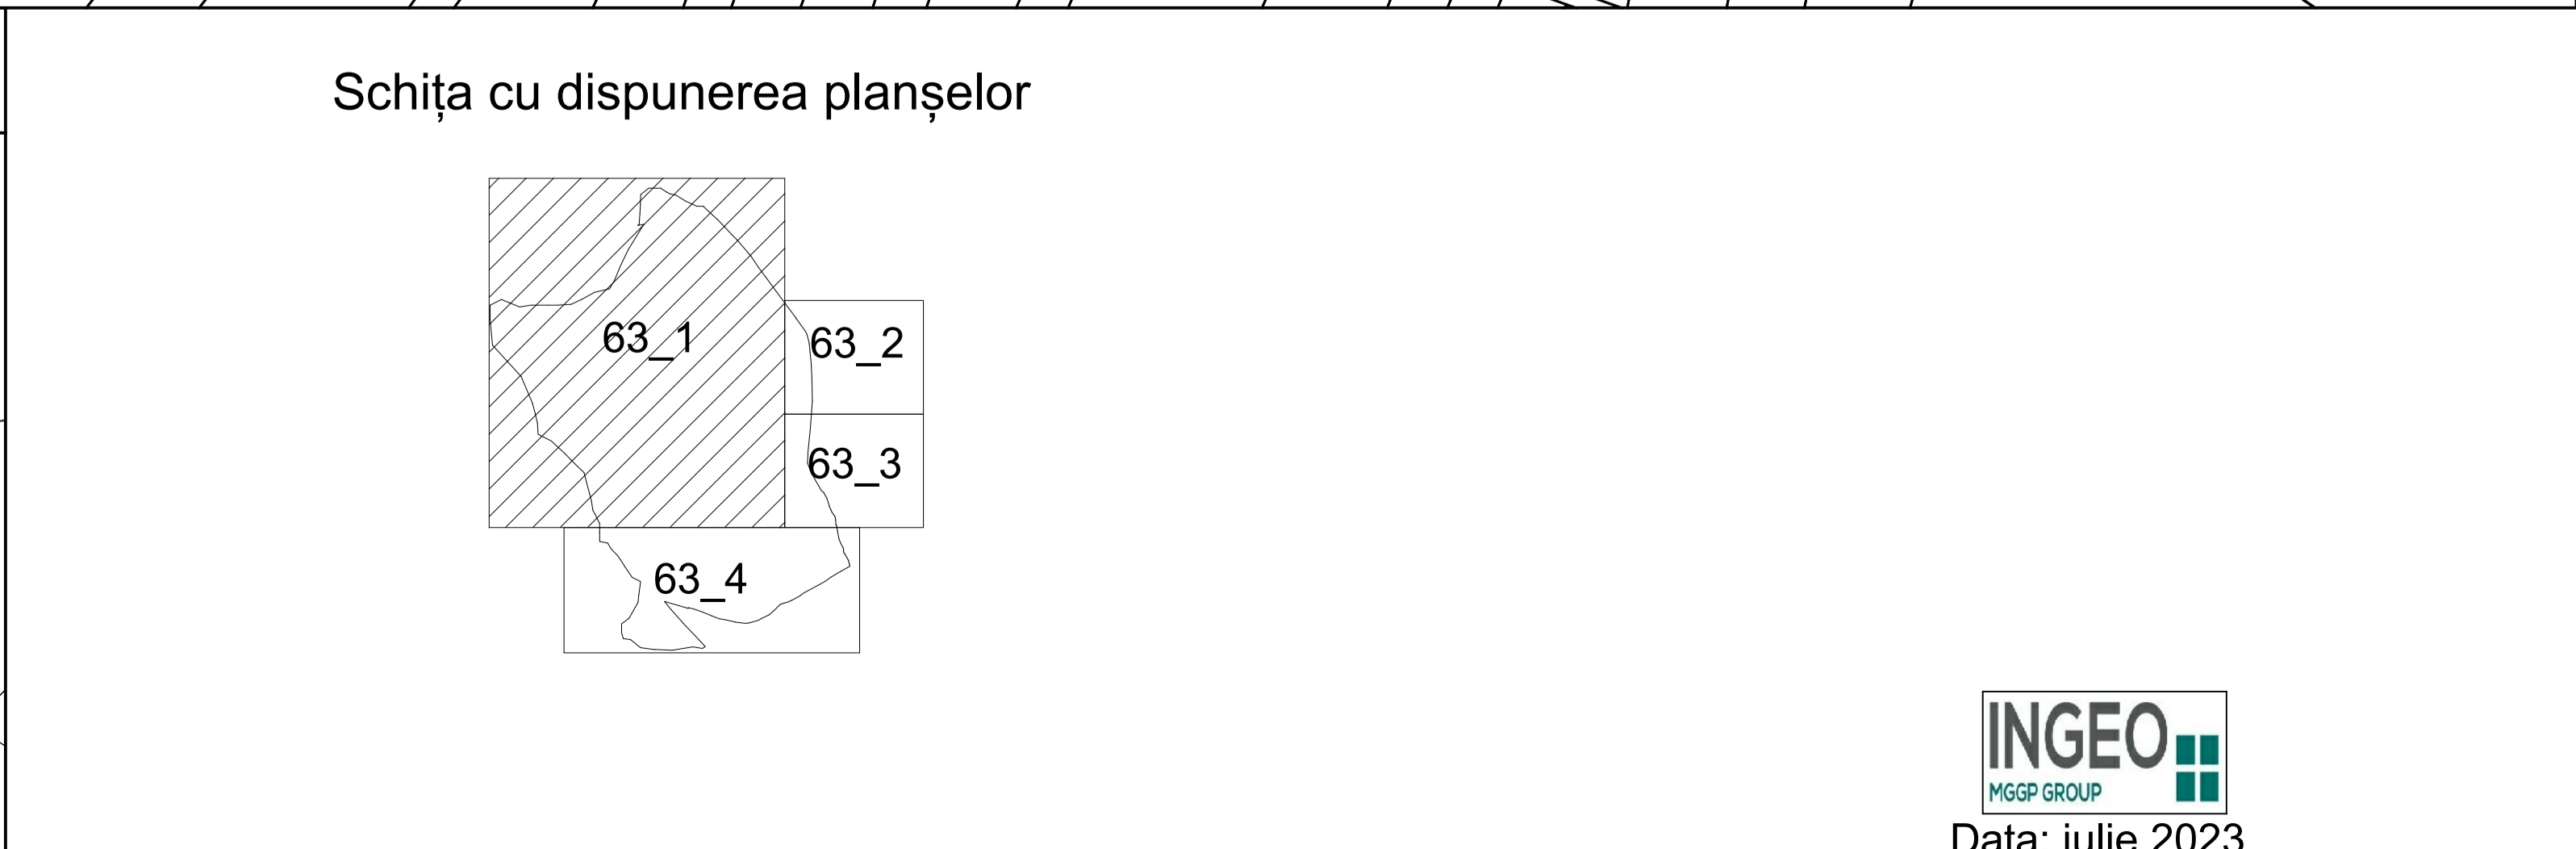 Schița cu dispunerea planșelor
63_1
63_2
63_3
63_4
INGEO
MGGP GROUP
Data: iulie 2023